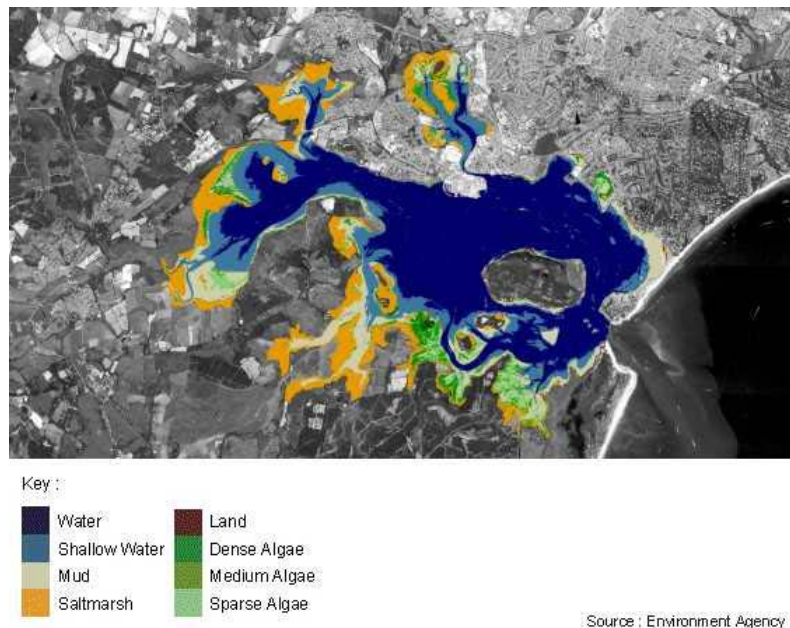 Key :
Water
Shallow Water
Mud
Saltmarsh
Land
Dense Algae
Medium Algae
Sparse Algae
Source : Environment Agency